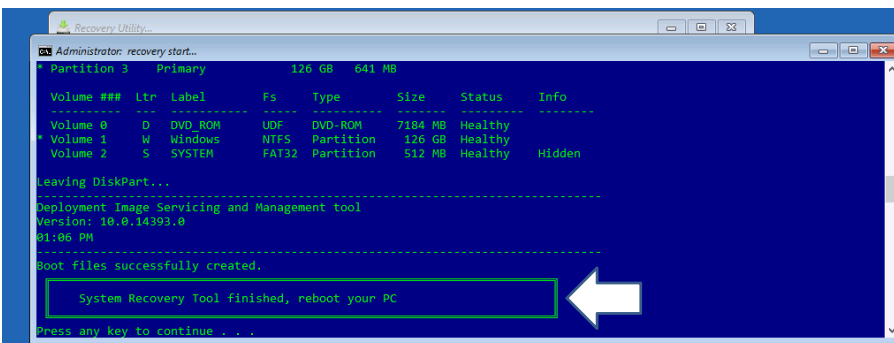 Recovery Utility...
Administrator: recovery start...
* Partition 3    Primary    126 GB   641 MB
Volume ###  Ltr  Label        Fs     Type        Size     Status     Info
----------  ---  -----------  -----  ----------  -------  ---------  --------
Volume 0     D   DVD_ROM      UDF    DVD-ROM     7184 MB  Healthy
* Volume 1     W   Windows      NTFS   Partition    126 GB  Healthy
Volume 2     S   SYSTEM       FAT32  Partition    512 MB  Healthy    Hidden
Leaving DiskPart...
Deployment Image Servicing and Management tool
Version: 10.0.14393.0
01:06 PM
Boot files successfully created.
System Recovery Tool finished, reboot your PC
Press any key to continue . . .